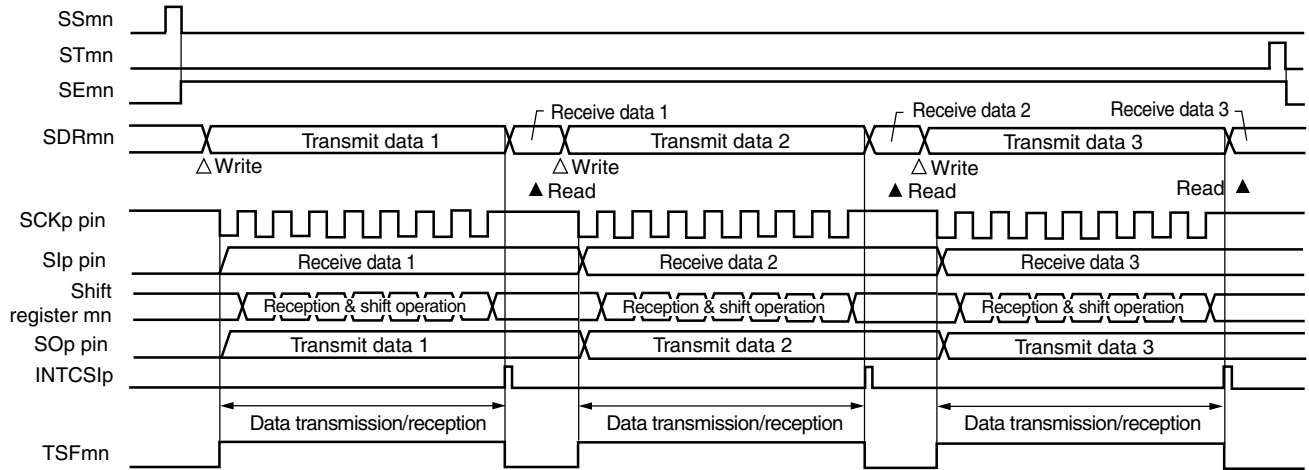 SSmn
STmn
SEmn
Receive data 1
Receive data 2
Receive data 3
SDRmn
Transmit data 1
Transmit data 2
Transmit data 3
△ Write
△ Write
△ Write
▲ Read
▲ Read
Read ▲
SCKp pin
SIp pin
Receive data 1
Receive data 2
Receive data 3
Shift
register mn
Reception & shift operation
Reception & shift operation
Reception & shift operation
SOp pin
Transmit data 1
Transmit data 2
Transmit data 3
INTCSIp
Data transmission/reception
Data transmission/reception
Data transmission/reception
TSFmn